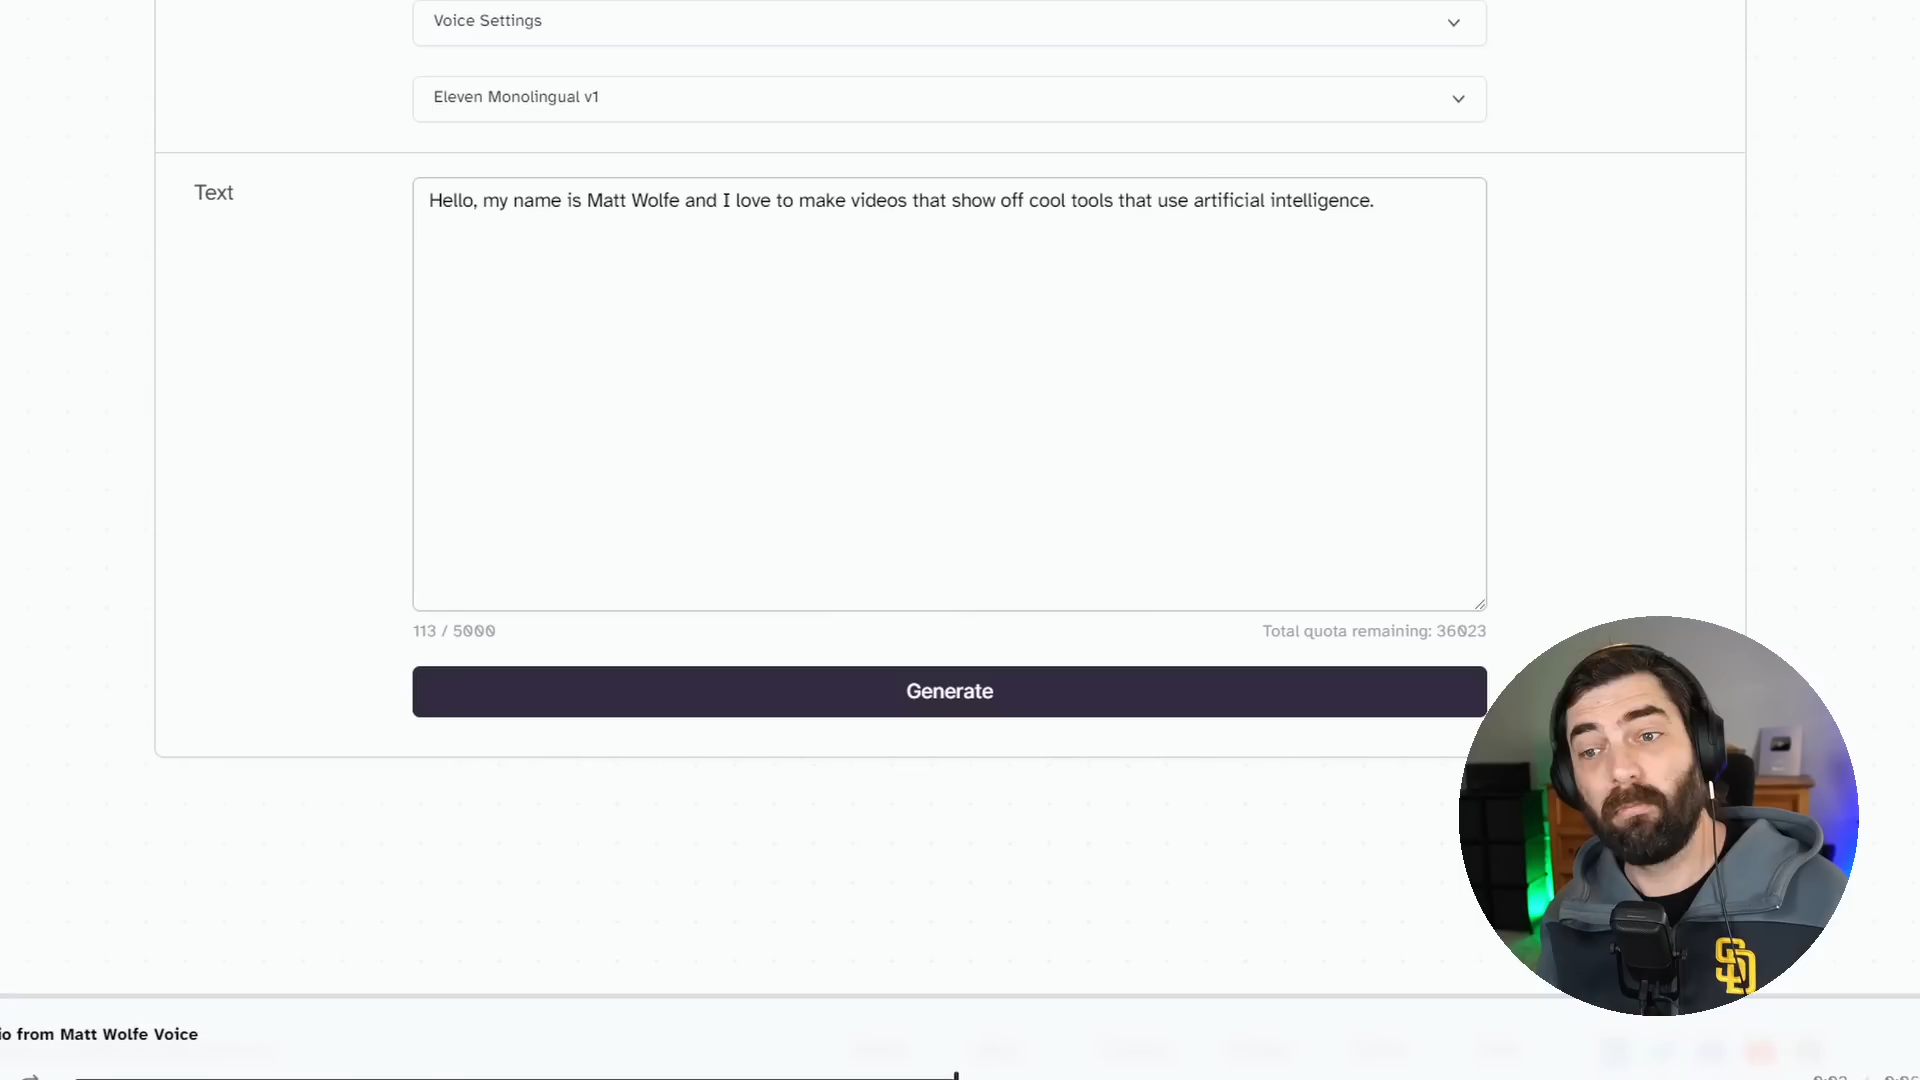 Voice Settings
Eleven Monolingual v1
Text
Hello, my name is Matt Wolfe and I love to make videos that show off cool tools that use artificial intelligence.
113 / 5000
Total quota remaining: 36023
Generate
SD
io from Matt Wolfe Voice